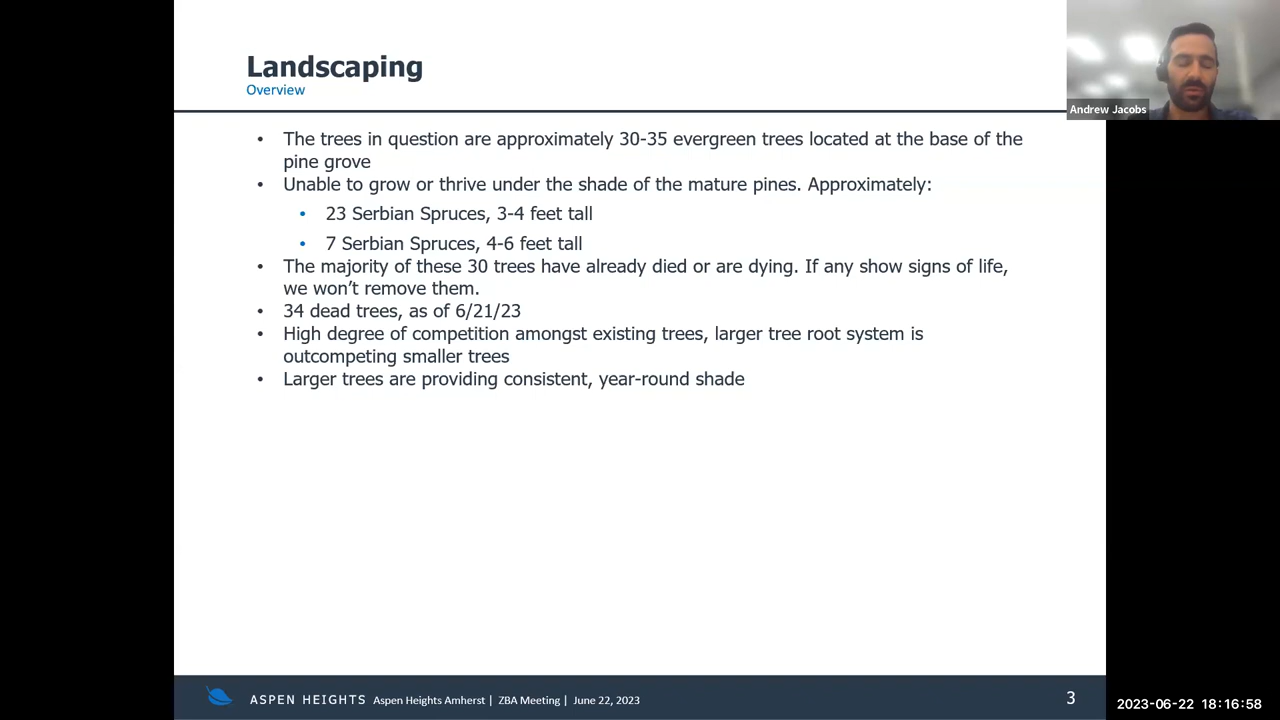 Landscaping
Overview
Andrew Jacobs
• The trees in question are approximately 30-35 evergreen trees located at the base of the
pine grove
• Unable to grow or thrive under the shade of the mature pines. Approximately:
• 23 Serbian Spruces, 3-4 feet tall
• 7 Serbian Spruces, 4-6 feet tall
• The majority of these 30 trees have already died or are dying. If any show signs of life,
we won’t remove them.
• 34 dead trees, as of 6/21/23
• High degree of competition amongst existing trees, larger tree root system is
outcompeting smaller trees
• Larger trees are providing consistent, year-round shade
ASPEN HEIGHTS Aspen Heights Amherst | ZBA Meeting | June 22, 2023
3
2023-06-22 18:16:58